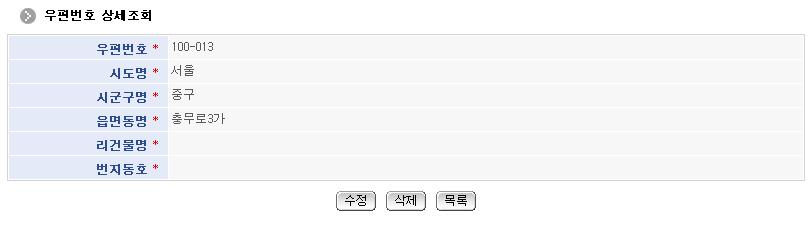 우편번호 상세조회
우편번호 * 100-013
시도명 * 서울
시군구명 * 중구
읍면동명 * 충무로3가
리건물명 *
번지동호 *
수정 삭제 목록